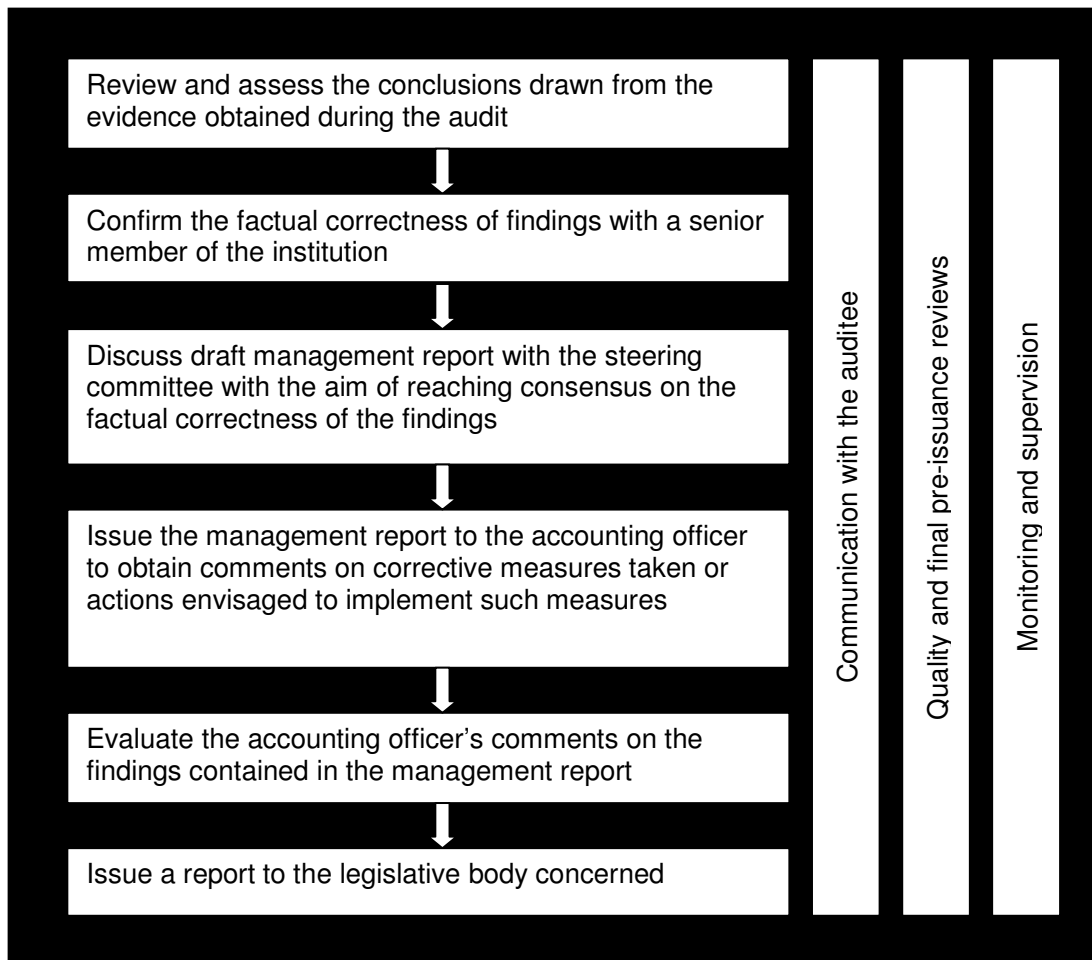 Review and assess the conclusions drawn from the
evidence obtained during the audit
Confirm the factual correctness of findings with a senior
member of the institution
Discuss draft management report with the steering
committee with the aim of reaching consensus on the
factual correctness of the findings
Issue the management report to the accounting officer
to obtain comments on corrective measures taken or
actions envisaged to implement such measures
Evaluate the accounting officer’s comments on the
findings contained in the management report
Issue a report to the legislative body concerned
Communication with the auditee
Quality and final pre-issuance reviews
Monitoring and supervision